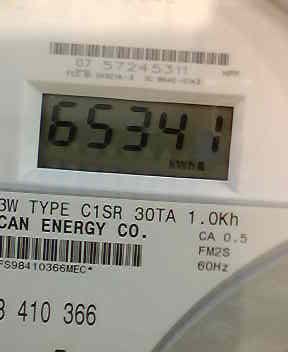 07 57245311
65341
kWh
3W TYPE C1SR 30TA 1.0Kh
CAN ENERGY CO.
CA 0.5
FM2S
60Hz
FS98410366MEC*
8 410 366